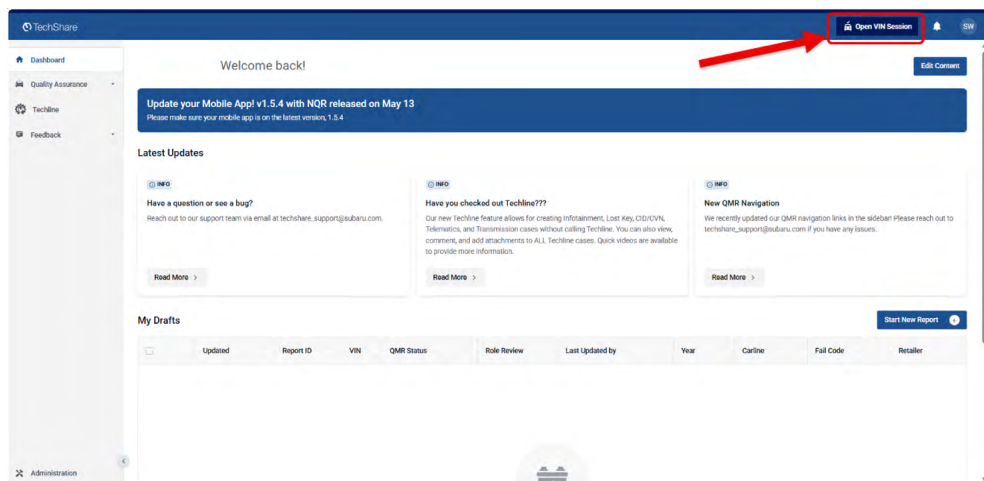 TechShare
Open VIN Session
SW
Dashboard
Quality Assurance
Techline
Feedback
Administration
Welcome back!
Edit Content
Update your Mobile App! v1.5.4 with NQR released on May 13
Please make sure your mobile app is on the latest version, 1.5.4
Latest Updates
INFO
Have a question or see a bug?
Reach out to our support team via email at techshare_support@subaru.com.
Read More
INFO
Have you checked out Techline???
Our new Techline feature allows for creating Infotainment, Lost Key, CID/CVN,
Telematics, and Transmission cases without calling Techline. You can also view,
comment, and add attachments to ALL Techline cases. Quick videos are available
to provide more information.
Read More
INFO
New QMR Navigation
We recently updated our QMR navigation links in the sidebar! Please reach out to
techshare_support@subaru.com if you have any issues.
Read More
My Drafts
Start New Report
Updated Report ID VIN QMR Status Role Review Last Updated by Year Carline Fail Code Retailer